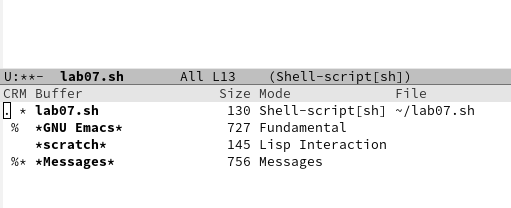 U:**-  lab07.sh       All L13    (Shell-script[sh])
CRM Buffer                Size Mode             File
. * lab07.sh               130 Shell-script[sh] ~/lab07.sh
 %  *GNU Emacs*            727 Fundamental
    *scratch*              145 Lisp Interaction
 %* *Messages*             756 Messages